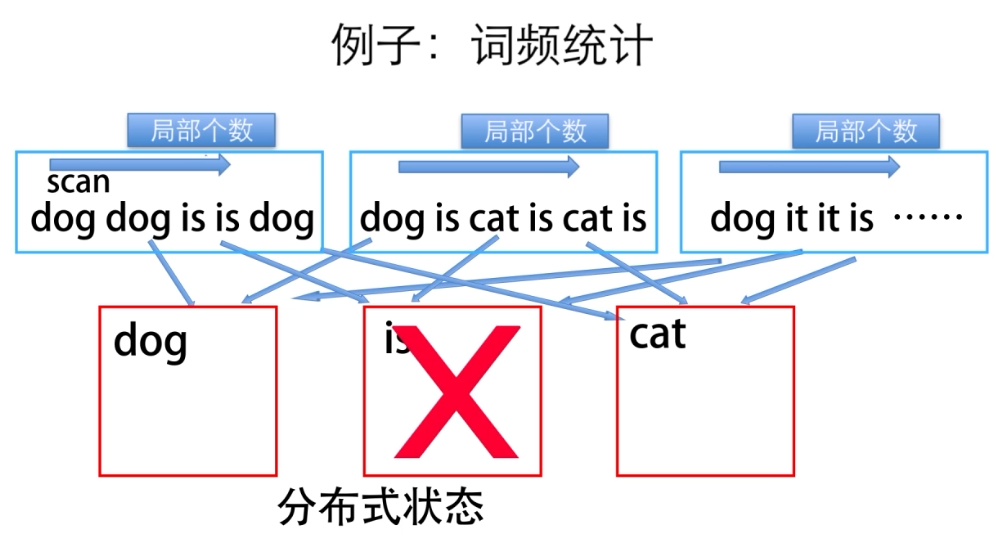 例子：词频统计
局部个数
局部个数
局部个数
scan
dog dog is is dog
dog is cat is cat is
dog it it is ……
dog
is
cat
分布式状态